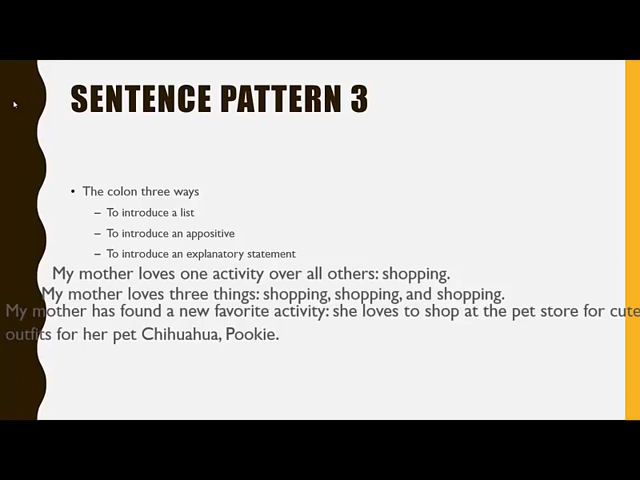 SENTENCE PATTERN 3
• The colon three ways
– To introduce a list
– To introduce an appositive
– To introduce an explanatory statement
My mother loves one activity over all others: shopping.
My mother loves three things: shopping, shopping, and shopping.
My mother has found a new favorite activity: she loves to shop at the pet store for cute
outfits for her pet Chihuahua, Pookie.